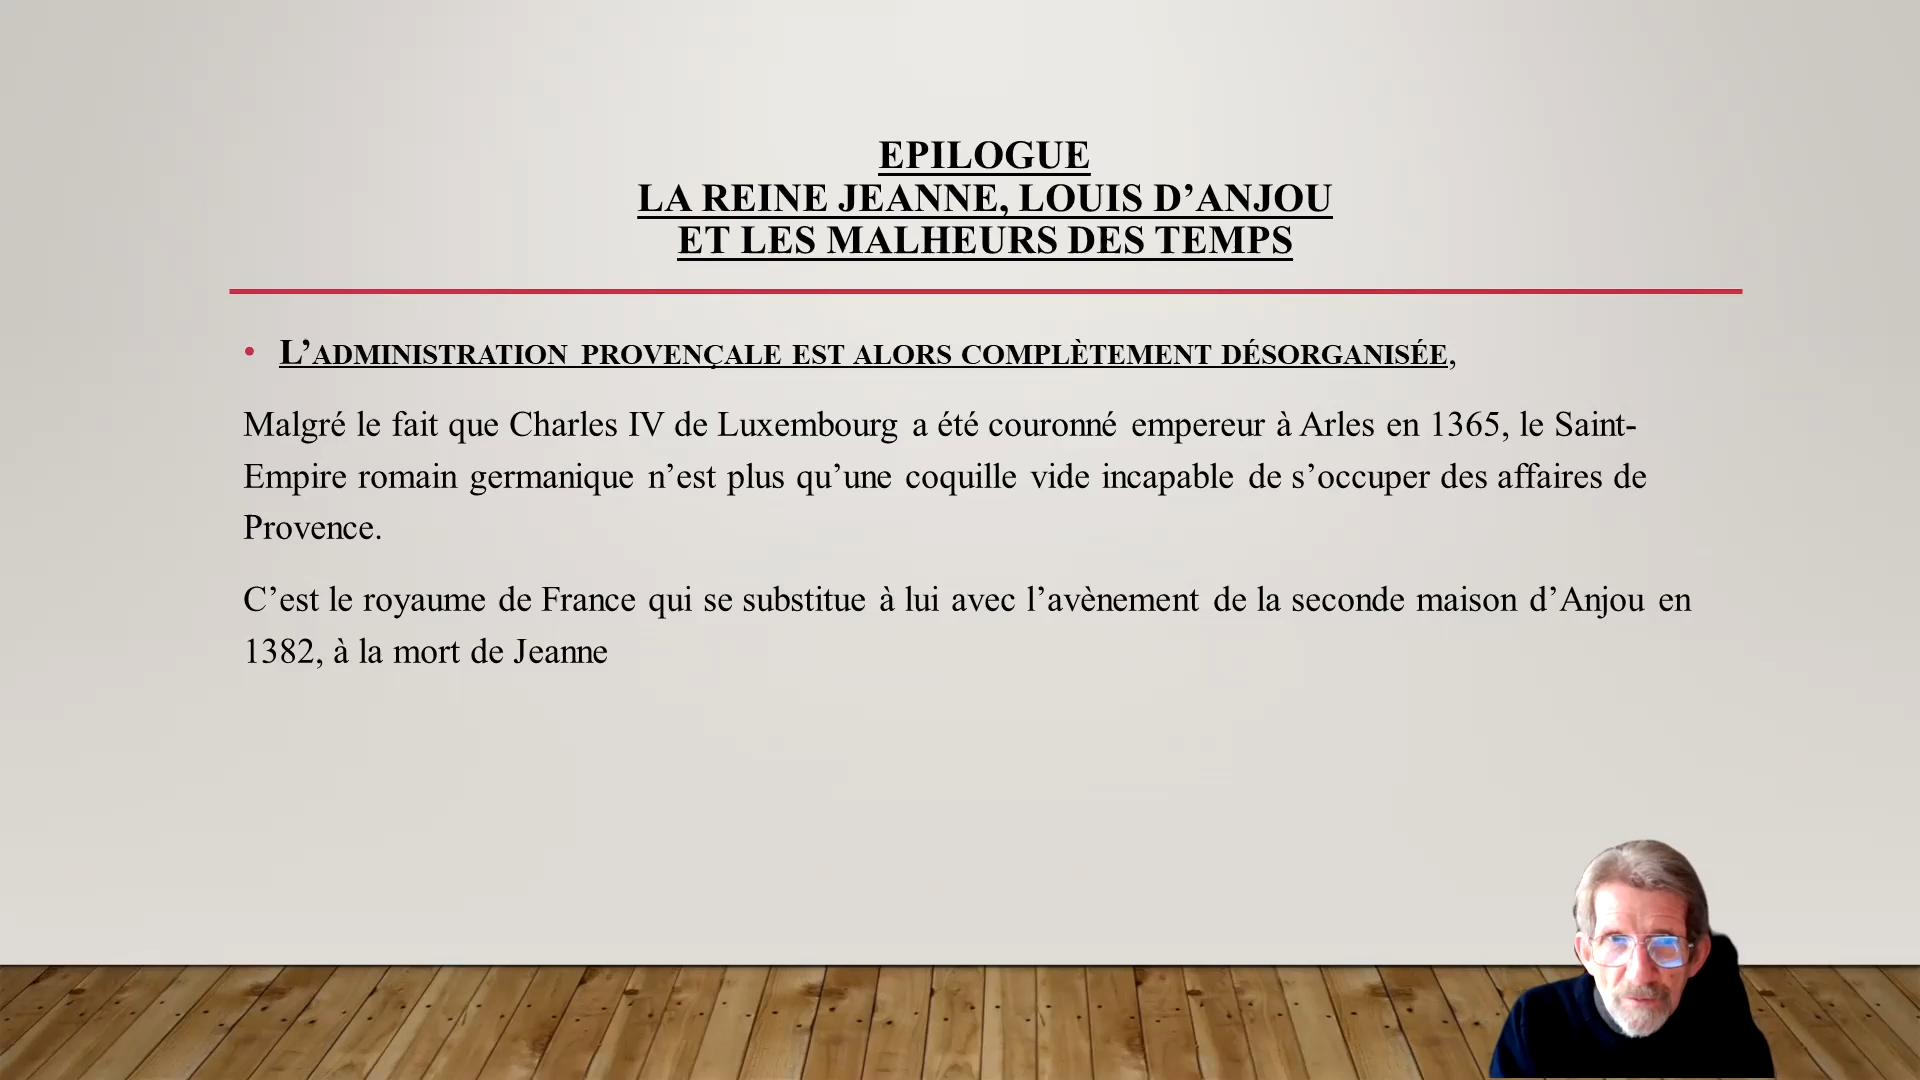 EPILOGUE
LA REINE JEANNE, LOUIS D’ANJOU
ET LES MALHEURS DES TEMPS
• L’ADMINISTRATION PROVENÇALE EST ALORS COMPLÈTEMENT DÉSORGANISÉE,
Malgré le fait que Charles IV de Luxembourg a été couronné empereur à Arles en 1365, le Saint-
Empire romain germanique n’est plus qu’une coquille vide incapable de s’occuper des affaires de
Provence.
C’est le royaume de France qui se substitue à lui avec l’avènement de la seconde maison d’Anjou en
1382, à la mort de Jeanne